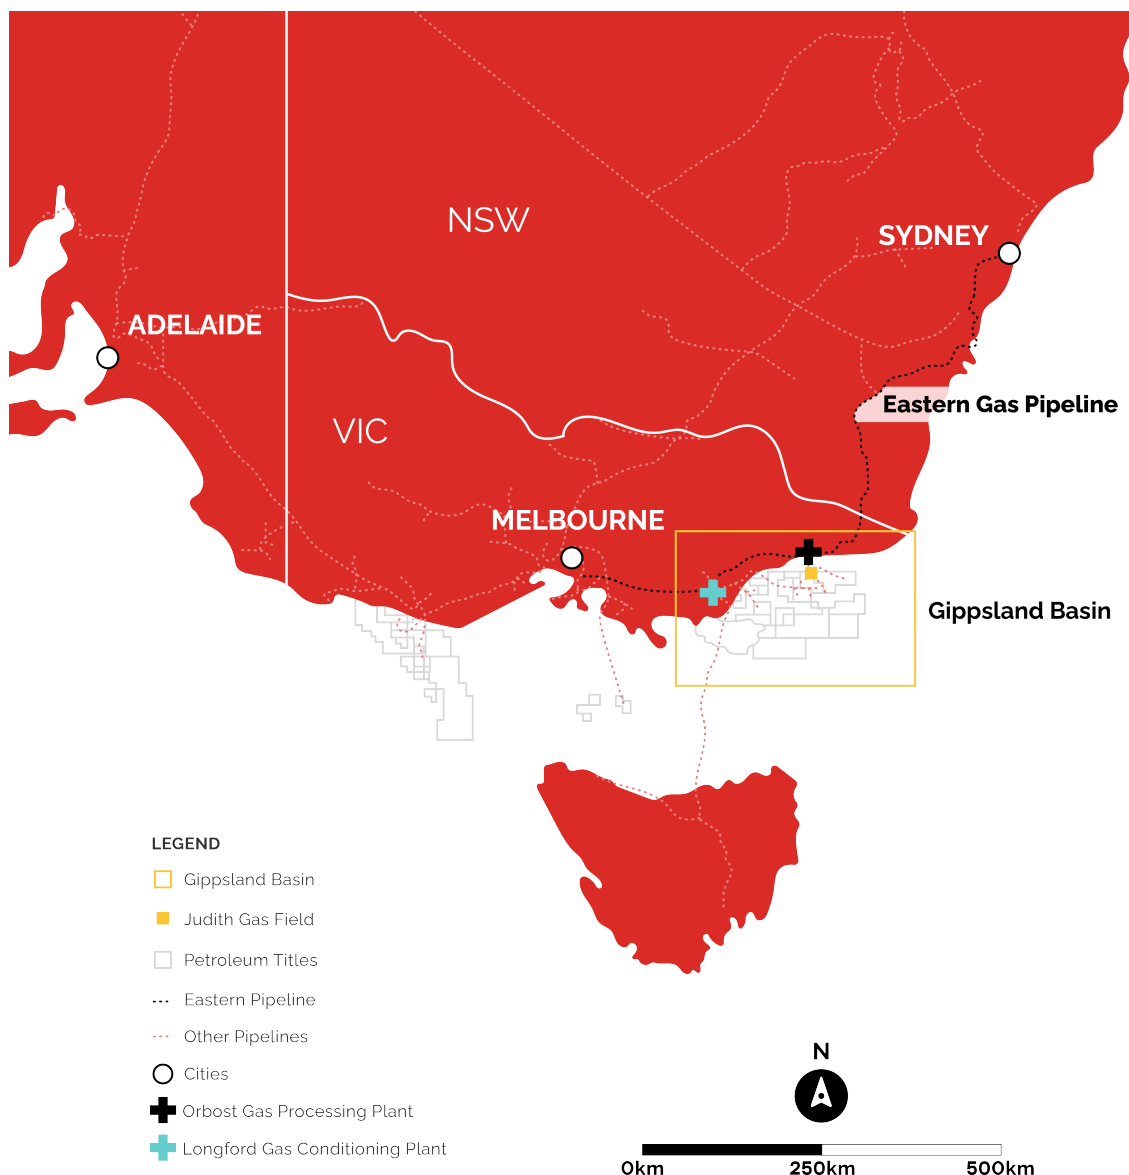 NSW
SYDNEY
ADELAIDE
Eastern Gas Pipeline
VIC
MELBOURNE
Gippsland Basin
LEGEND
Gippsland Basin
Judith Gas Field
Petroleum Titles
Eastern Pipeline
Other Pipelines
Cities
Orbost Gas Processing Plant
Longford Gas Conditioning Plant
N
0km 250km 500km